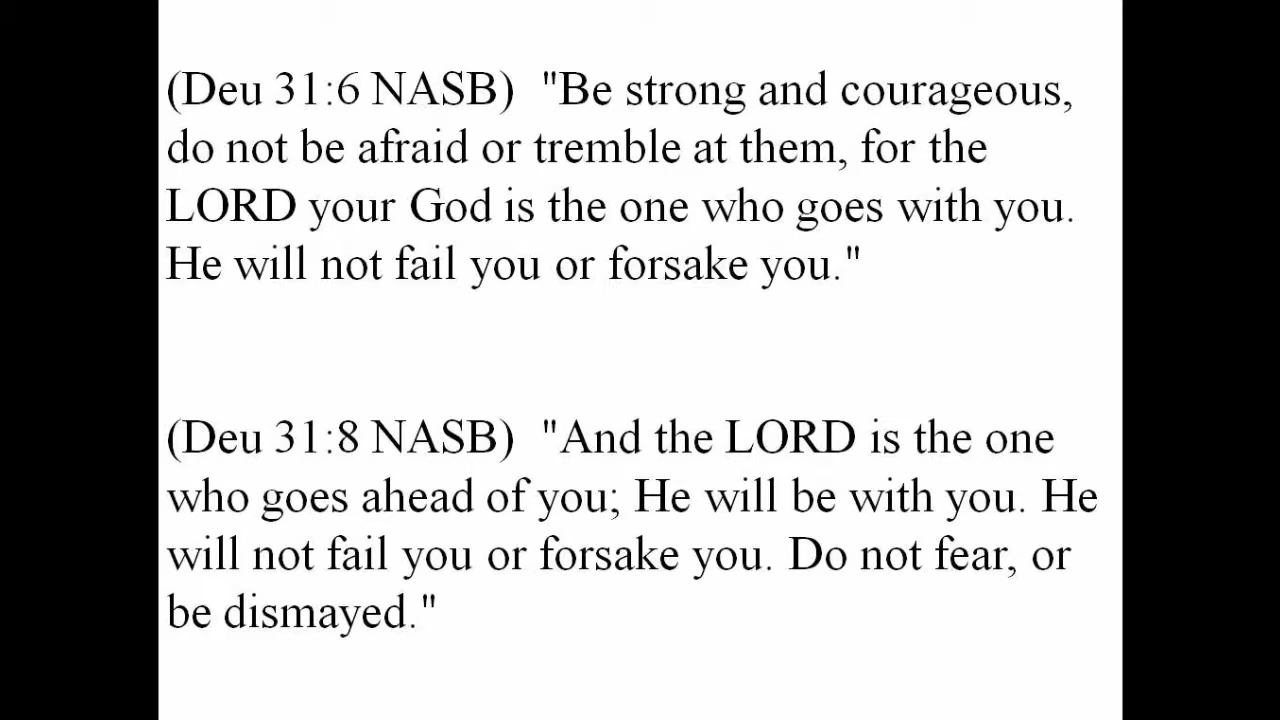 (Deu 31:6 NASB)  "Be strong and courageous,
do not be afraid or tremble at them, for the
LORD your God is the one who goes with you.
He will not fail you or forsake you."
(Deu 31:8 NASB)  "And the LORD is the one
who goes ahead of you; He will be with you. He
will not fail you or forsake you. Do not fear, or
be dismayed."